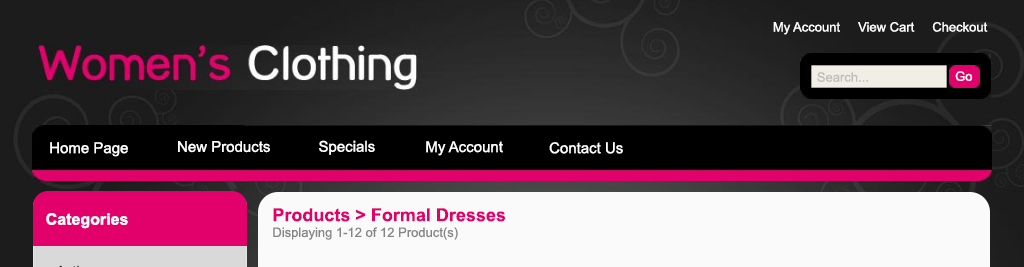 My Account View Cart Checkout
Women's Clothing
Search... Go
Home Page New Products Specials My Account Contact Us
Categories
Products > Formal Dresses
Displaying 1-12 of 12 Product(s)